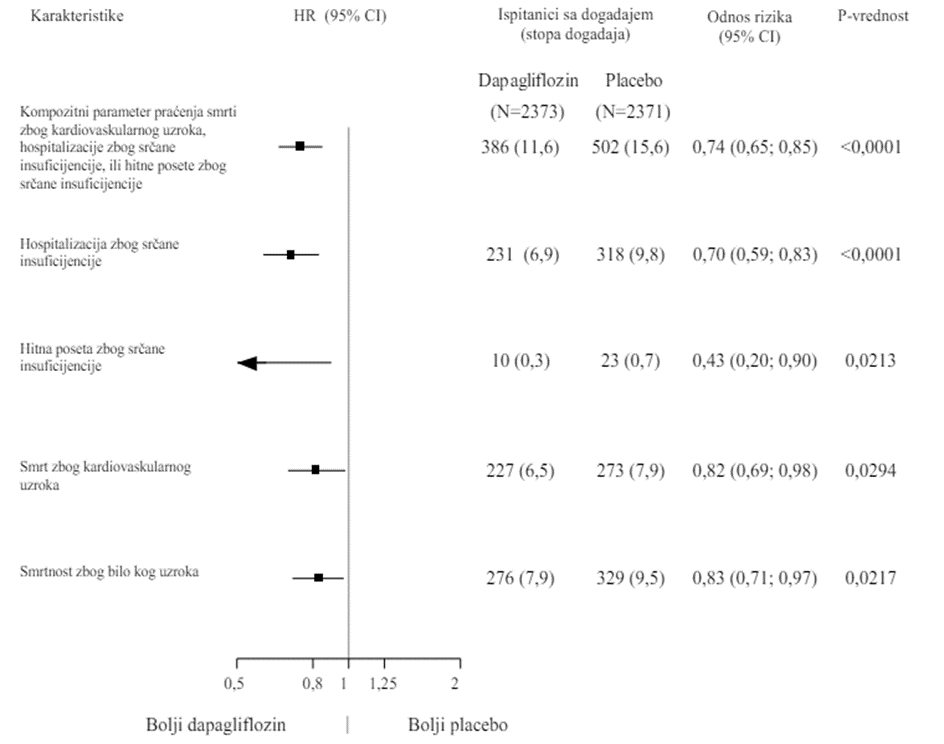 Karakteristike
HR (95% CI)
Ispitanici sa događajem
(stopa događaja)
Odnos rizika
(95% CI)
P-vrednost
Dapagliflozin
(N=2373)
Placebo
(N=2371)
Kompozitni parameter praćenja smrti
zbog kardiovaskularnog uzroka,
hospitalizacije zbog srčane
insuficijencije, ili hitne posete zbog
srčane insuficijencije
386 (11,6)
502 (15,6)
0,74 (0,65; 0,85)
<0,0001
Hospitalizacija zbog srčane
insuficijencije
231 (6,9)
318 (9,8)
0,70 (0,59; 0,83)
<0,0001
Hitna poseta zbog srčane
insuficijencije
10 (0,3)
23 (0,7)
0,43 (0,20; 0,90)
0,0213
Smrt zbog kardiovaskularnog
uzroka
227 (6,5)
273 (7,9)
0,82 (0,69; 0,98)
0,0294
Smrtnost zbog bilo kog uzroka
276 (7,9)
329 (9,5)
0,83 (0,71; 0,97)
0,0217
0,5
0,8
1
1,25
2
Bolji dapagliflozin | Bolji placebo